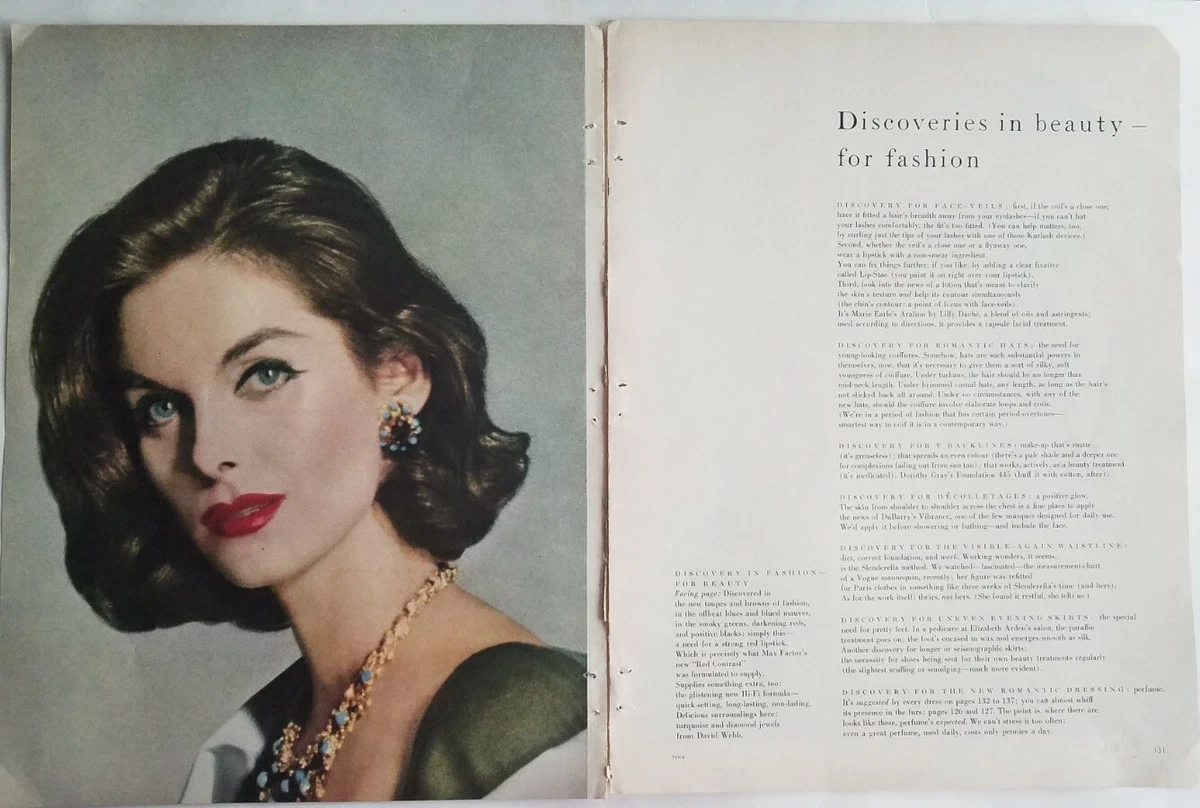 Discoveries in beauty –
for fashion
DISCOVERY FOR FACE-VEILS: first, if the veil's a close one,
have it fitted a hair's breadth away from your eyelashes—if you can't bat
your lashes comfortably, the fit's too fitted. (You can help matters, too,
by curling just the tips of your lashes with one of those Kurlash devices.)
Second, whether the veil's a close one or a flyaway one,
wear a lipstick with a non-smear ingredient.
You can fix things further, if you like, by adding a clear fixative
called Lip-Stae (you paint it on right over your lipstick).
Third, look into the news of a lotion that's meant to clarify
the skin's texture and help its contour simultaneously
(the chin's contour: a point of focus with face-veils).
It's Marie Earle's Araline by Lilly Daché, a blend of oils and astringents;
used according to directions, it provides a capsule facial treatment.
DISCOVERY FOR ROMANTIC HATS: the need for
young-looking coiffures. Somehow, hats are such substantial powers in
themselves, now, that it's necessary to give them a sort of silky, soft
youngness of coiffure. Under turbans, the hair should be no longer than
mid-neck length. Under brimmed casual hats, any length, as long as the hair's
not slicked back all around. Under no circumstances, with any of the
new hats, should the coiffure involve elaborate loops and coils.
(We're in a period of fashion that has certain period-overtones—
smartest way to coif it is in a contemporary way.)
DISCOVERY FOR V BACKLINES: make-up that's matte
(it's greaseless); that spreads an even colour (there's a pale shade and a deeper one
for complexions fading out from sun tan); that works, actively, as a beauty treatment
(it's medicated). Dorothy Gray's Foundation 445 (buff it with cotton, after).
DISCOVERY FOR DÉCOLLETAGES: a positive glow.
The skin from shoulder to shoulder across the chest is a fine place to apply
the news of DuBarry's Vibrance, one of the few masques designed for daily use.
We'd apply it before showering or bathing—and include the face.
DISCOVERY FOR THE VISIBLE-AGAIN WAISTLINE:
diet, correct foundation, and work. Working wonders, it seems,
is the Slenderella method. We watched—fascinated—the measurement-chart
of a Vogue mannequin, recently; her figure was refitted
for Paris clothes in something like three weeks of Slenderella's time (and hers).
As for the work itself: theirs, not hers. (She found it restful, she tells us.)
DISCOVERY FOR UNEVEN EVENING SKIRTS: the special
need for pretty feet. In a pedicure at Elizabeth Arden's salon, the paraffin
treatment goes on; the foot's encased in wax and emerges smooth as silk.
Another discovery for longer or seismographic skirts:
the necessity for shoes being sent for their own beauty treatments regularly
(the slightest scuffing or smudging—much more evident).
DISCOVERY FOR THE NEW ROMANTIC DRESSING: perfume.
It's suggested by every dress on pages 132 to 137; you can almost whiff
its presence in the furs: pages 126 and 127. The point is, where there are
looks like these, perfume's expected. We can't stress it too often:
even a great perfume, used daily, costs only pennies a day.
DISCOVERY IN FASHION—
FOR BEAUTY
Facing page: Discovered in
the new taupes and browns of fashion,
in the offbeat blues and blued mauves,
in the smoky greens, darkening reds,
and positive blacks: simply this—
a need for a strong red lipstick.
Which is precisely what Max Factor's
new "Red Contrast"
was formulated to supply.
Supplies something extra, too:
the glistening new Hi-Fi formula—
quick-setting, long-lasting, non-fading.
Delicious surroundings here:
turquoise and diamond jewels
from David Webb.
PENN
131